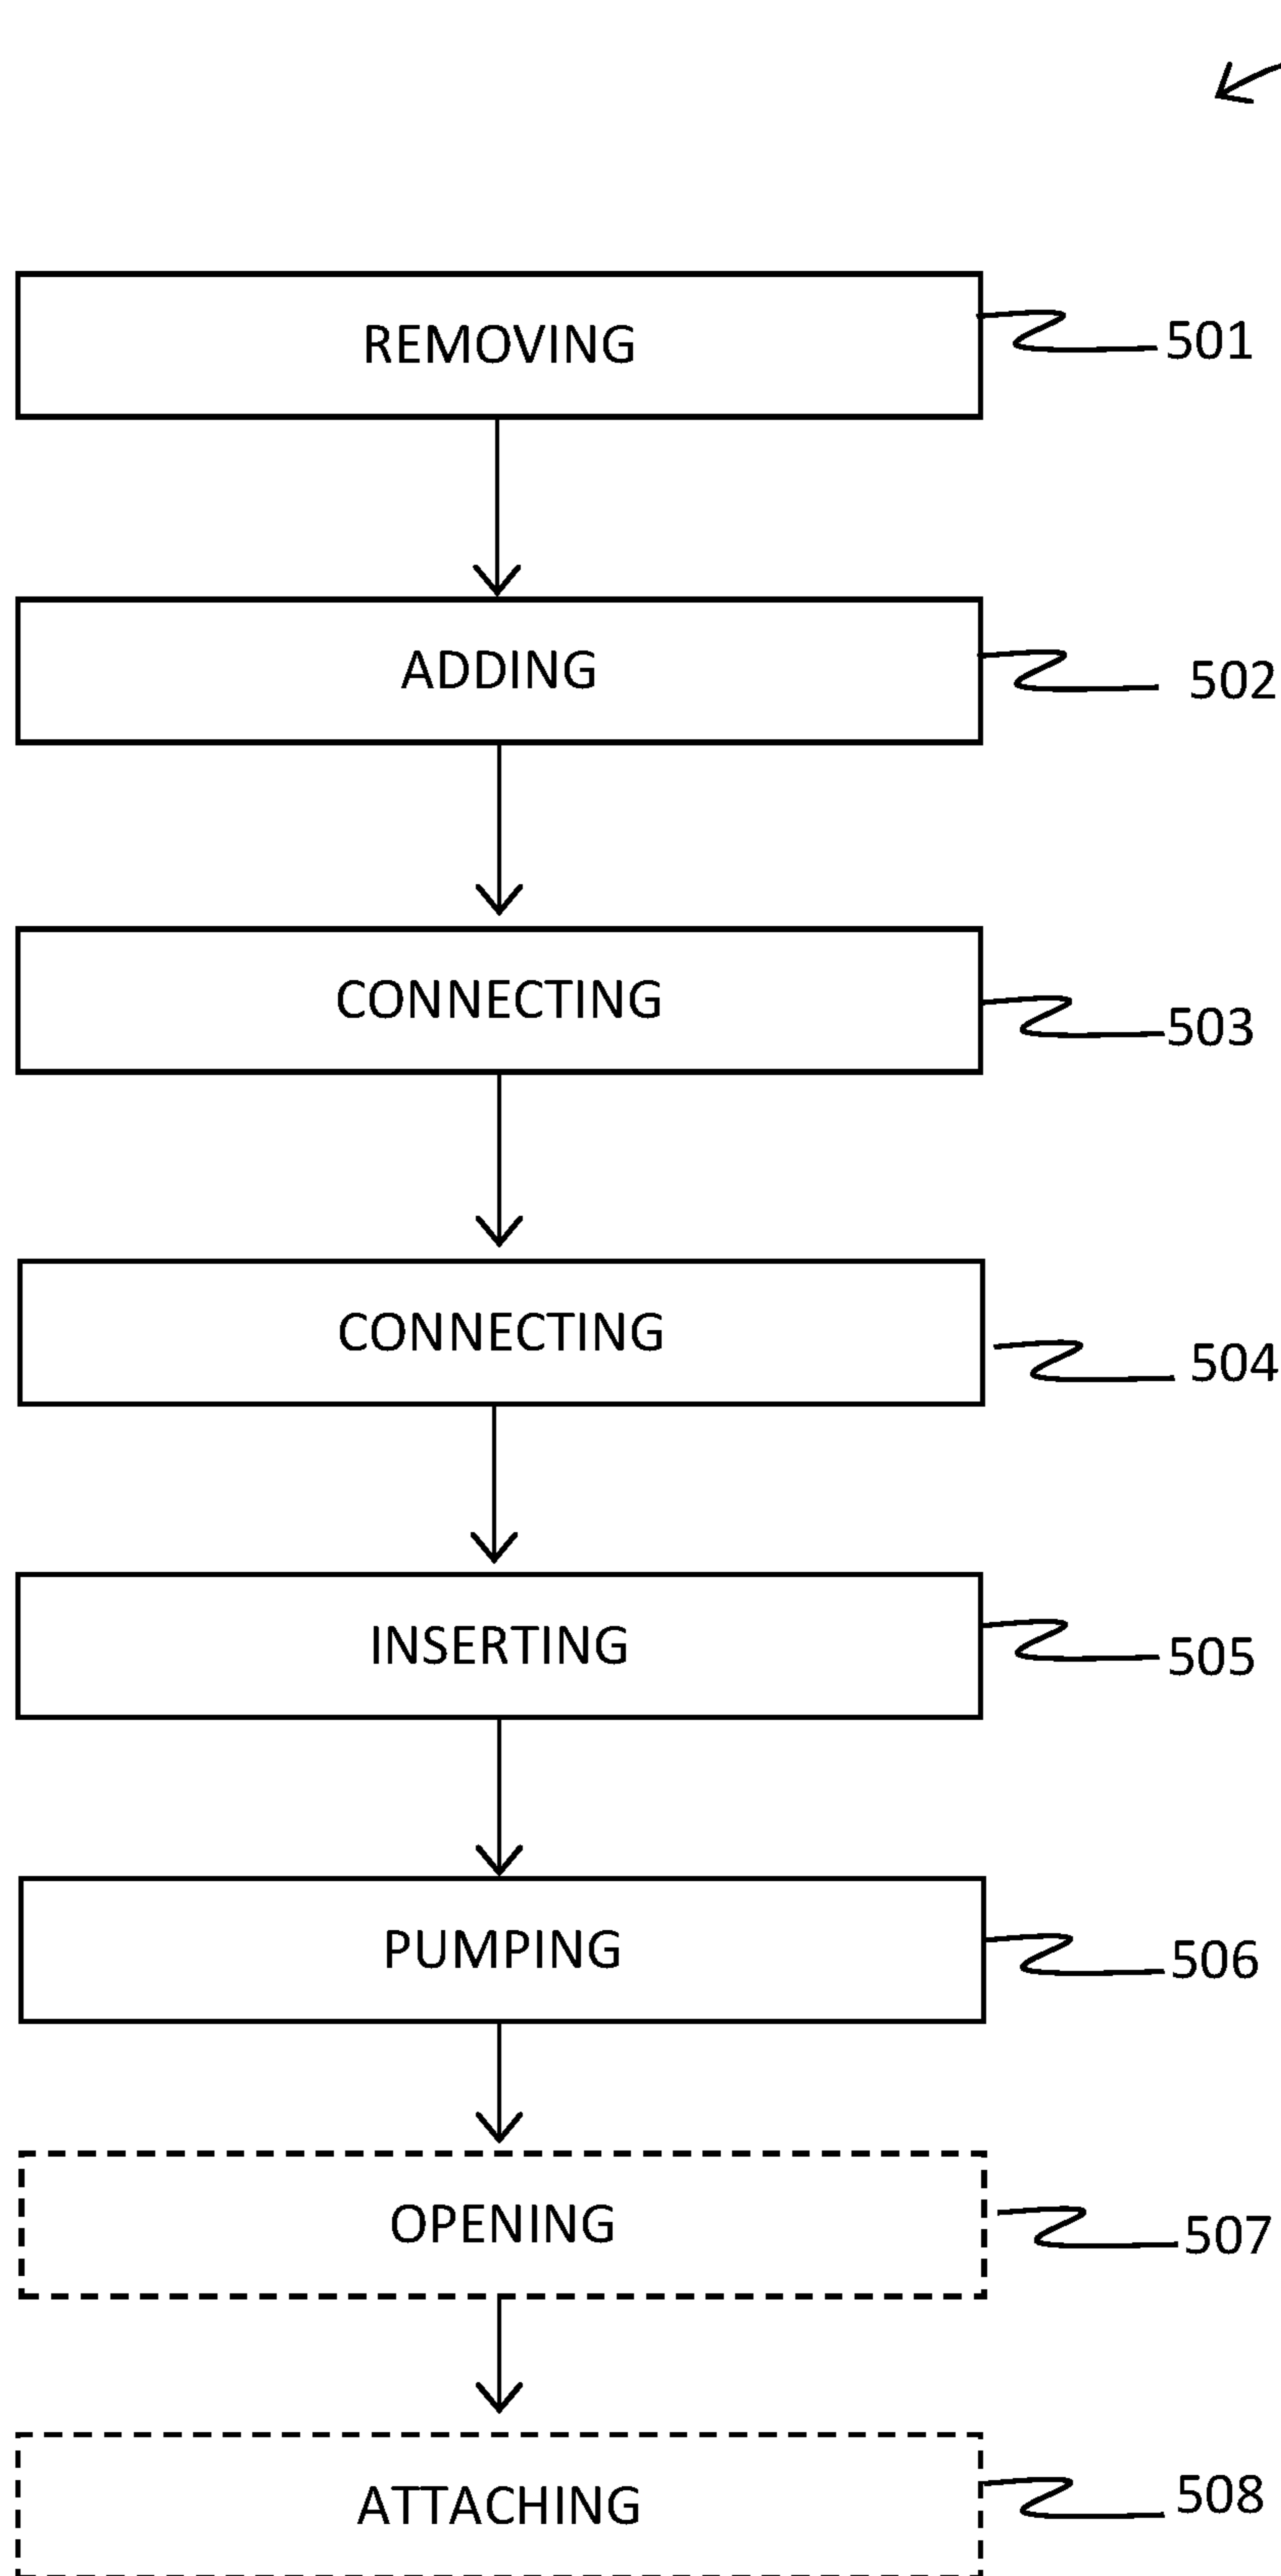 REMOVING
501
ADDING
502
CONNECTING
503
CONNECTING
504
INSERTING
505
PUMPING
506
OPENING
507
ATTACHING
508